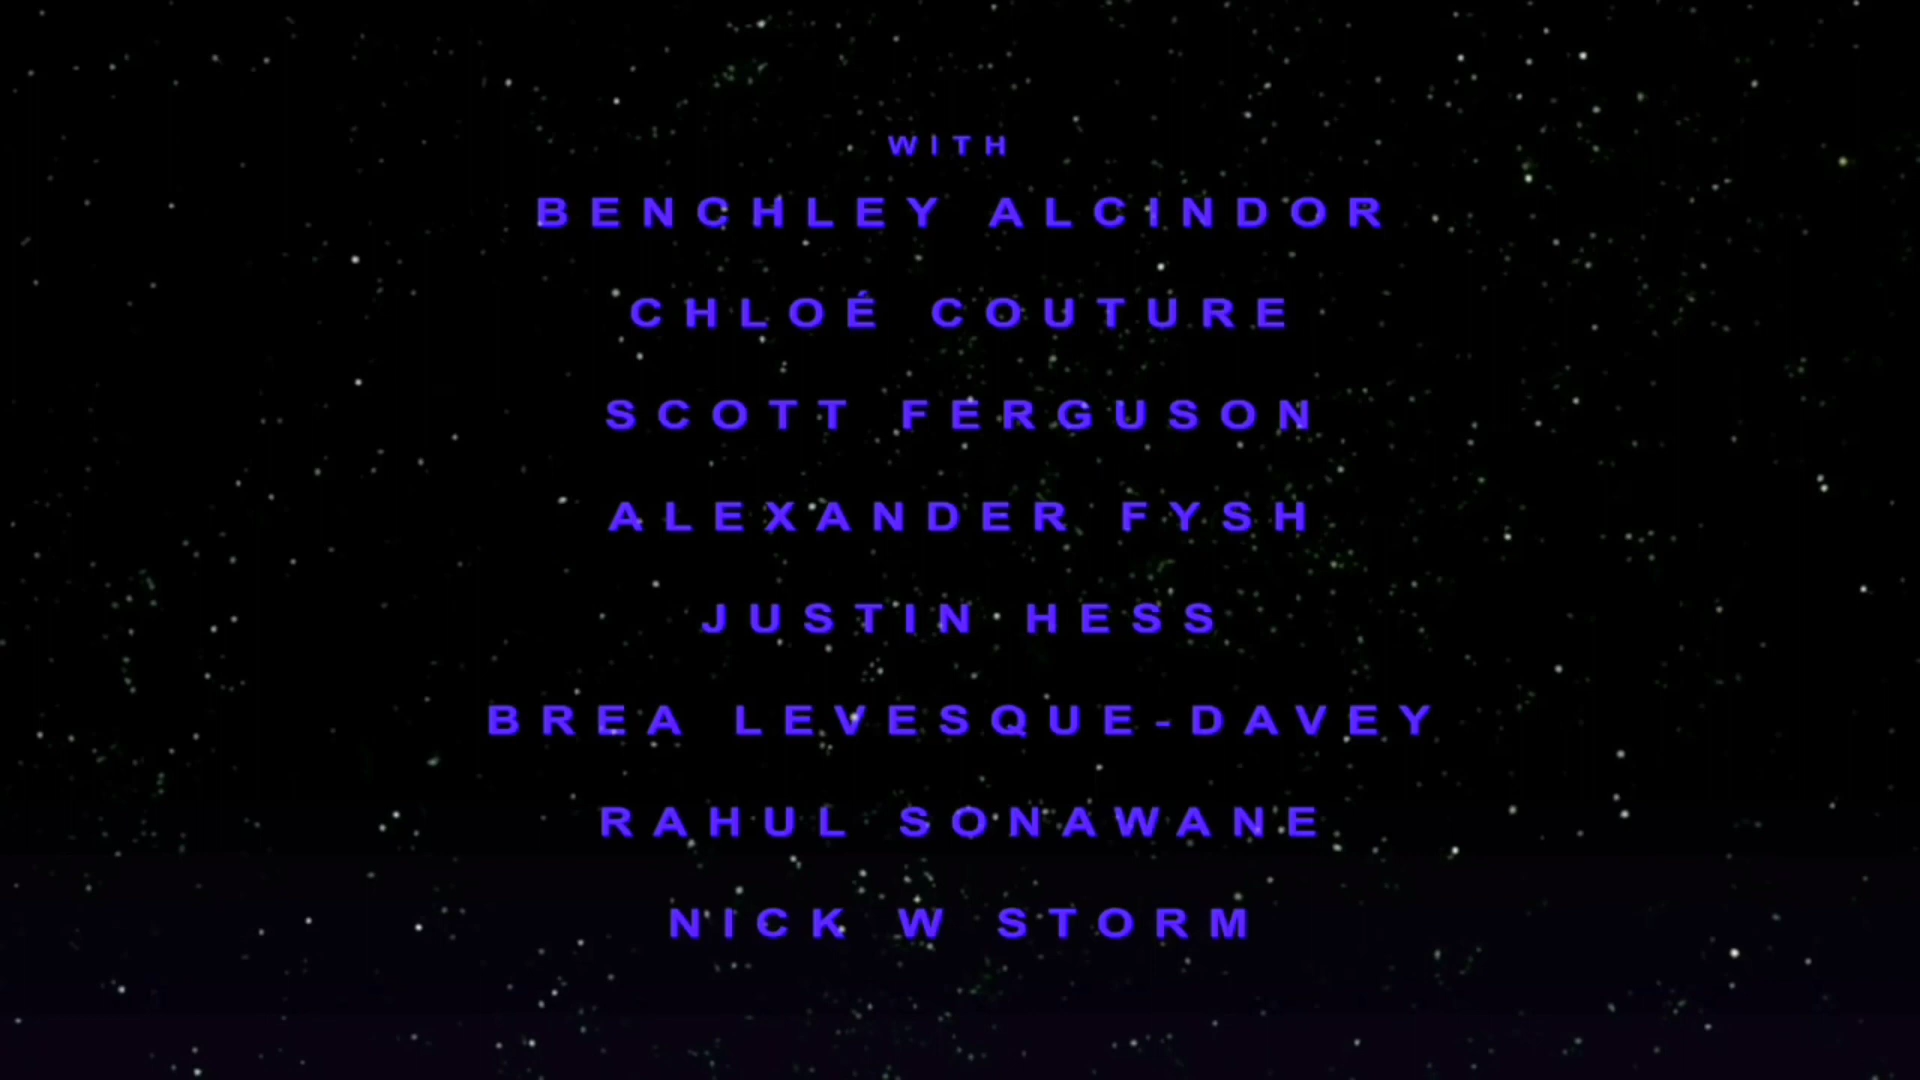 WITH
BENCHLEY ALCINDOR
CHLOÉ COUTURE
SCOTT FERGUSON
ALEXANDER FYSH
JUSTIN HESS
BREA LEVESQUE-DAVEY
RAHUL SONAWANE
NICK W STORM